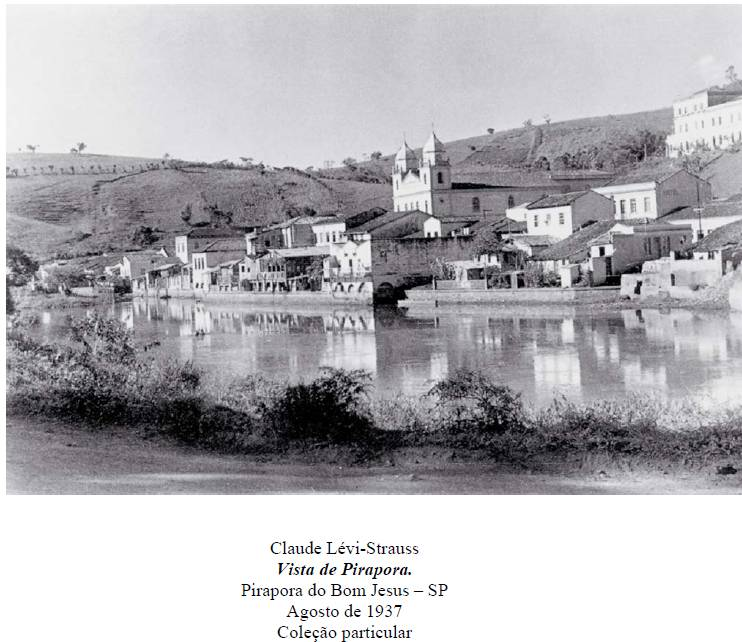 Claude Lévi-Strauss
Vista de Pirapora.
Pirapora do Bom Jesus – SP
Agosto de 1937
Coleção particular